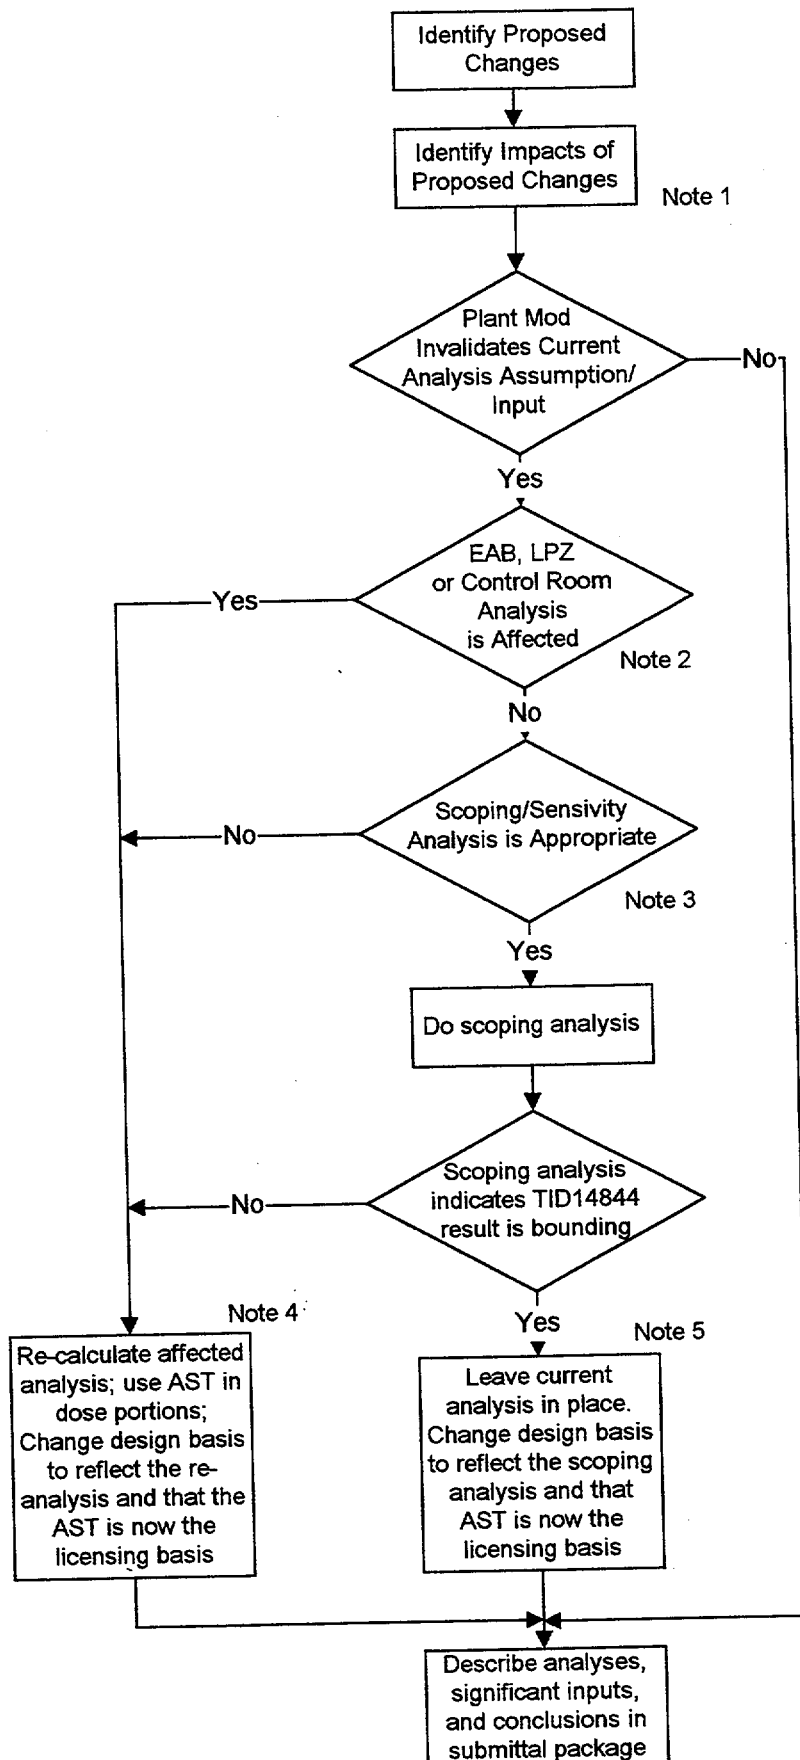 Identify Proposed
Changes
Identify Impacts of
Proposed Changes
Note 1
Plant Mod
Invalidates Current
Analysis Assumption/
Input
No
Yes
EAB, LPZ
or Control Room
Analysis
is Affected
Yes
Note 2
No
Scoping/Sensivity
Analysis is Appropriate
No
Note 3
Yes
Do scoping analysis
Scoping analysis
indicates TID14844
result is bounding
No
Yes
Note 4
Re-calculate affected
analysis; use AST in
dose portions;
Change design basis
to reflect the re-
analysis and that the
AST is now the
licensing basis
Note 5
Leave current
analysis in place.
Change design basis
to reflect the scoping
analysis and that
AST is now the
licensing basis
Describe analyses,
significant inputs,
and conclusions in
submittal package